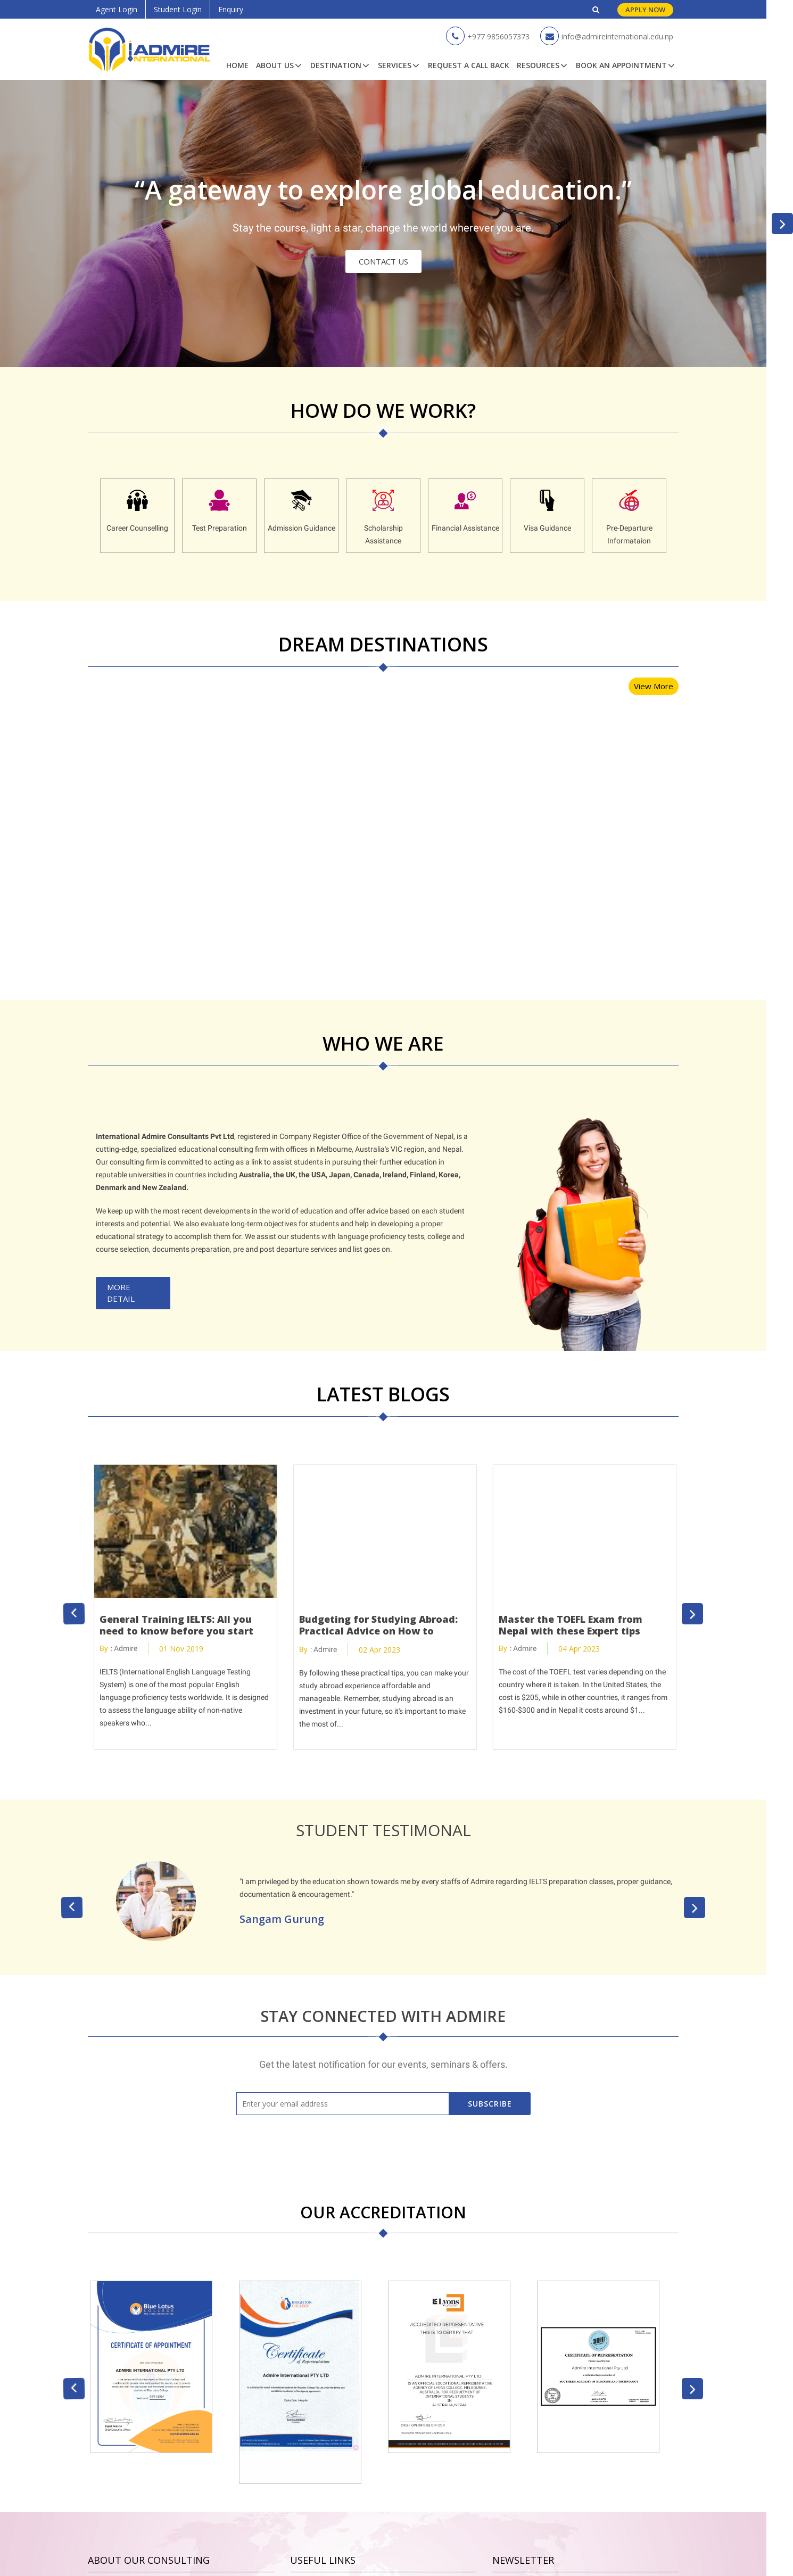 Agent Login
Student Login
Enquiry
APPLY NOW
ADMIRE
INTERNATIONAL
+977 9856057373
info@admireinternational.edu.np
HOME
ABOUT US
DESTINATION
SERVICES
REQUEST A CALL BACK
RESOURCES
BOOK AN APPOINTMENT
“A gateway to explore global education.”
Stay the course, light a star, change the world wherever you are.
CONTACT US
HOW DO WE WORK?
Career Counselling
Test Preparation
Admission Guidance
Scholarship
Assistance
Financial Assistance
Visa Guidance
Pre-Departure
Informataion
DREAM DESTINATIONS
View More
WHO WE ARE
International Admire Consultants Pvt Ltd, registered in Company Register Office of the Government of Nepal, is a
cutting-edge, specialized educational consulting firm with offices in Melbourne, Australia's VIC region, and Nepal.
Our consulting firm is committed to acting as a link to assist students in pursuing their further education in
reputable universities in countries including Australia, the UK, the USA, Japan, Canada, Ireland, Finland, Korea,
Denmark and New Zealand.
We keep up with the most recent developments in the world of education and offer advice based on each student
interests and potential. We also evaluate long-term objectives for students and help in developing a proper
educational strategy to accomplish them for. We assist our students with language proficiency tests, college and
course selection, documents preparation, pre and post departure services and list goes on.
MORE
DETAIL
LATEST BLOGS
General Training IELTS: All you
need to know before you start
By : Admire
01 Nov 2019
IELTS (International English Language Testing
System) is one of the most popular English
language proficiency tests worldwide. It is designed
to assess the language ability of non-native
speakers who...
Budgeting for Studying Abroad:
Practical Advice on How to
By : Admire
02 Apr 2023
By following these practical tips, you can make your
study abroad experience affordable and
manageable. Remember, studying abroad is an
investment in your future, so it's important to make
the most of...
Master the TOEFL Exam from
Nepal with these Expert tips
By : Admire
04 Apr 2023
The cost of the TOEFL test varies depending on the
country where it is taken. In the United States, the
cost is $205, while in other countries, it ranges from
$160-$300 and in Nepal it costs around $1...
STUDENT TESTIMONAL
"I am privileged by the education shown towards me by every staffs of Admire regarding IELTS preparation classes, proper guidance,
documentation & encouragement."
Sangam Gurung
STAY CONNECTED WITH ADMIRE
Get the latest notification for our events, seminars & offers.
Enter your email address
SUBSCRIBE
OUR ACCREDITATION
Blue Lotus
COLLEGE
CERTIFICATE OF APPOINTMENT
ADMIRE INTERNATIONAL PTY LTD
Certificate
of Representation
Admire International PTY LTD
Lyons
ACCREDITED REPRESENTATIVE
THIS IS TO CERTIFY THAT
ADMIRE INTERNATIONAL PTY LTD
IS AN OFFICIAL EDUCATIONAL REPRESENTATIVE
CERTIFICATE OF REPRESENTATION
Admire International Pty Ltd
ABOUT OUR CONSULTING
USEFUL LINKS
NEWSLETTER